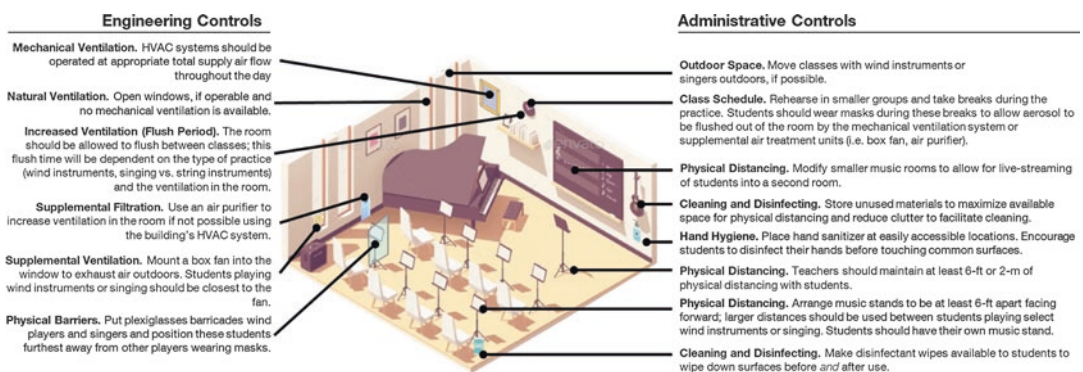 Engineering Controls
Mechanical Ventilation. HVAC systems should be
operated at appropriate total supply air flow
throughout the day
Natural Ventilation. Open windows, if operable and
no mechanical ventilation is available.
Increased Ventilation (Flush Period). The room
should be allowed to flush between classes; this
flush time will be dependent on the type of practice
(wind instruments, singing vs. string instruments)
and the ventilation in the room.
Supplemental Filtration. Use an air purifier to
increase ventilation in the room if not possible using
the building's HVAC system.
Supplemental Ventilation. Mount a box fan into the
window to exhaust air outdoors. Students playing
wind instruments or singing should be closest to the
fan.
Physical Barriers. Put plexiglass barricades wind
players and singers and position these students
furthest away from other players wearing masks.
Administrative Controls
Outdoor Space. Move classes with wind instruments or
singers outdoors, if possible.
Class Schedule. Rehearse in smaller groups and take breaks during the
practice. Students should wear masks during these breaks to allow aerosol to
be flushed out of the room by the mechanical ventilation system or
supplemental air treatment units (i.e. box fan, air purifier).
Physical Distancing. Modify smaller music rooms to allow for live-streaming
of students into a second room.
Cleaning and Disinfecting. Store unused materials to maximize available
space for physical distancing and reduce clutter to facilitate cleaning.
Hand Hygiene. Place hand sanitizer at easily accessible locations. Encourage
students to disinfect their hands before touching common surfaces.
Physical Distancing. Teachers should maintain at least 6-ft or 2-m of
physical distancing with students.
Physical Distancing. Arrange music stands to be at least 6-ft apart facing
forward; larger distances should be used between students playing select
wind instruments or singing. Students should have their own music stand.
Cleaning and Disinfecting. Make disinfectant wipes available to students to
wipe down surfaces before and after use.